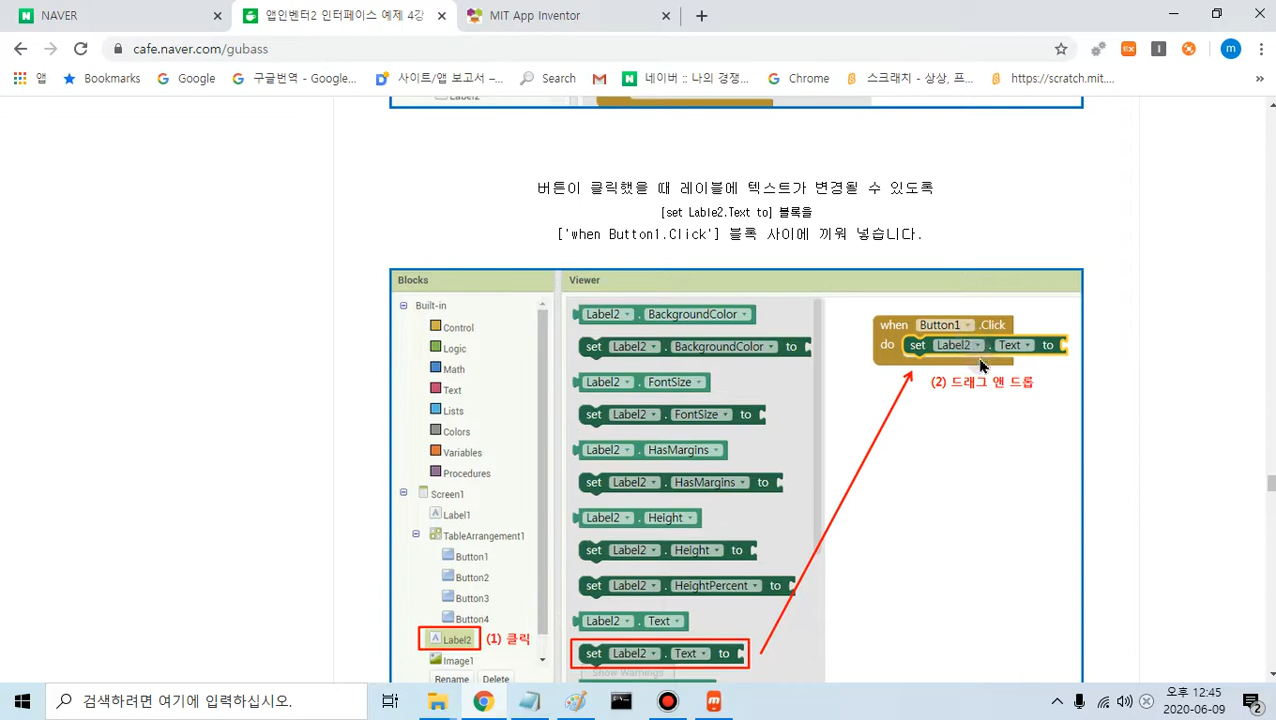 NAVER
앱인벤터2 인터페이스 예제 4강
MIT App Inventor
cafe.naver.com/gubass
m
앱
Bookmarks
Google
구글번역 - Google...
사이트/앱 보고서 –...
Search
네이버 :: 나의 경쟁...
Chrome
스크래치 - 상상, 프...
https://scratch.mit....
»
Label2
버튼이 클릭했을 때 레이블에 텍스트가 변경될 수 있도록
[set Lable2.Text to] 블록을
['when Button1.Click'] 블록 사이에 끼워 넣습니다.
Blocks
Viewer
Built-in
Control
Logic
Math
Text
Lists
Colors
Variables
Procedures
Screen1
Label1
TableArrangement1
Button1
Button2
Button3
Button4
Label2
(1) 클릭
Image1
Rename
Delete
Label2 . BackgroundColor
set Label2 . BackgroundColor to
Label2 . FontSize
set Label2 . FontSize to
Label2 . HasMargins
set Label2 . HasMargins to
Label2 . Height
set Label2 . Height to
set Label2 . HeightPercent to
Label2 . Text
set Label2 . Text to
Show Warnings
when Button1 .Click
do set Label2 . Text to
(2) 드래그 앤 드롭
검색하려면 여기에 입력하십시오.
오후 12:45
2020-06-09
2